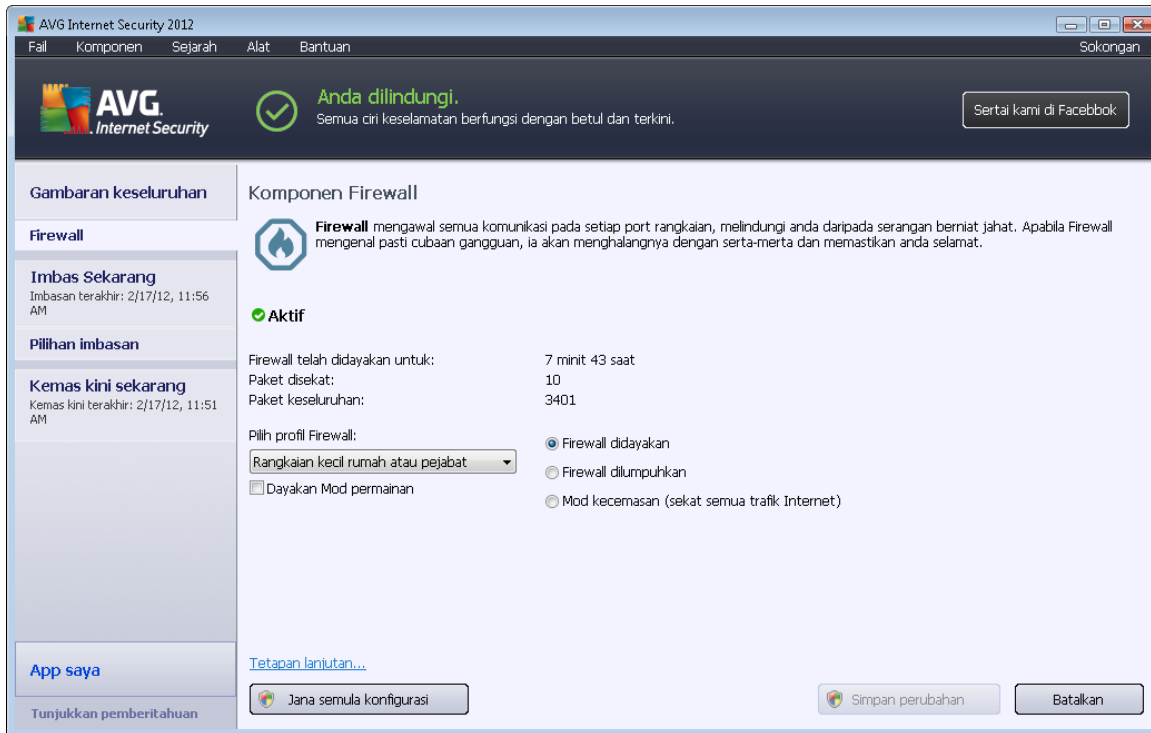 AVG Internet Security 2012
Fail Komponen Sejarah Alat Bantuan Sokongan
AVG.
Internet Security
Anda dilindungi.
Semua ciri keselamatan berfungsi dengan betul dan terkini.
Sertai kami di Facebbok
Gambaran keseluruhan
Firewall
Imbas Sekarang
Imbasan terakhir: 2/17/12, 11:56
AM
Pilihan imbasan
Kemas kini sekarang
Kemas kini terakhir: 2/17/12, 11:51
AM
App saya
Tunjukkan pemberitahuan
Komponen Firewall
Firewall mengawal semua komunikasi pada setiap port rangkaian, melindungi anda daripada serangan berniat jahat. Apabila Firewall
mengenal pasti cubaan gangguan, ia akan menghalangnya dengan serta-merta dan memastikan anda selamat.
Aktif
Firewall telah didayakan untuk: 7 minit 43 saat
Paket disekat: 10
Paket keseluruhan: 3401
Pilih profil Firewall:
Rangkaian kecil rumah atau pejabat
Dayakan Mod permainan
Firewall didayakan
Firewall dilumpuhkan
Mod kecemasan (sekat semua trafik Internet)
Tetapan lanjutan...
Jana semula konfigurasi
Simpan perubahan
Batalkan